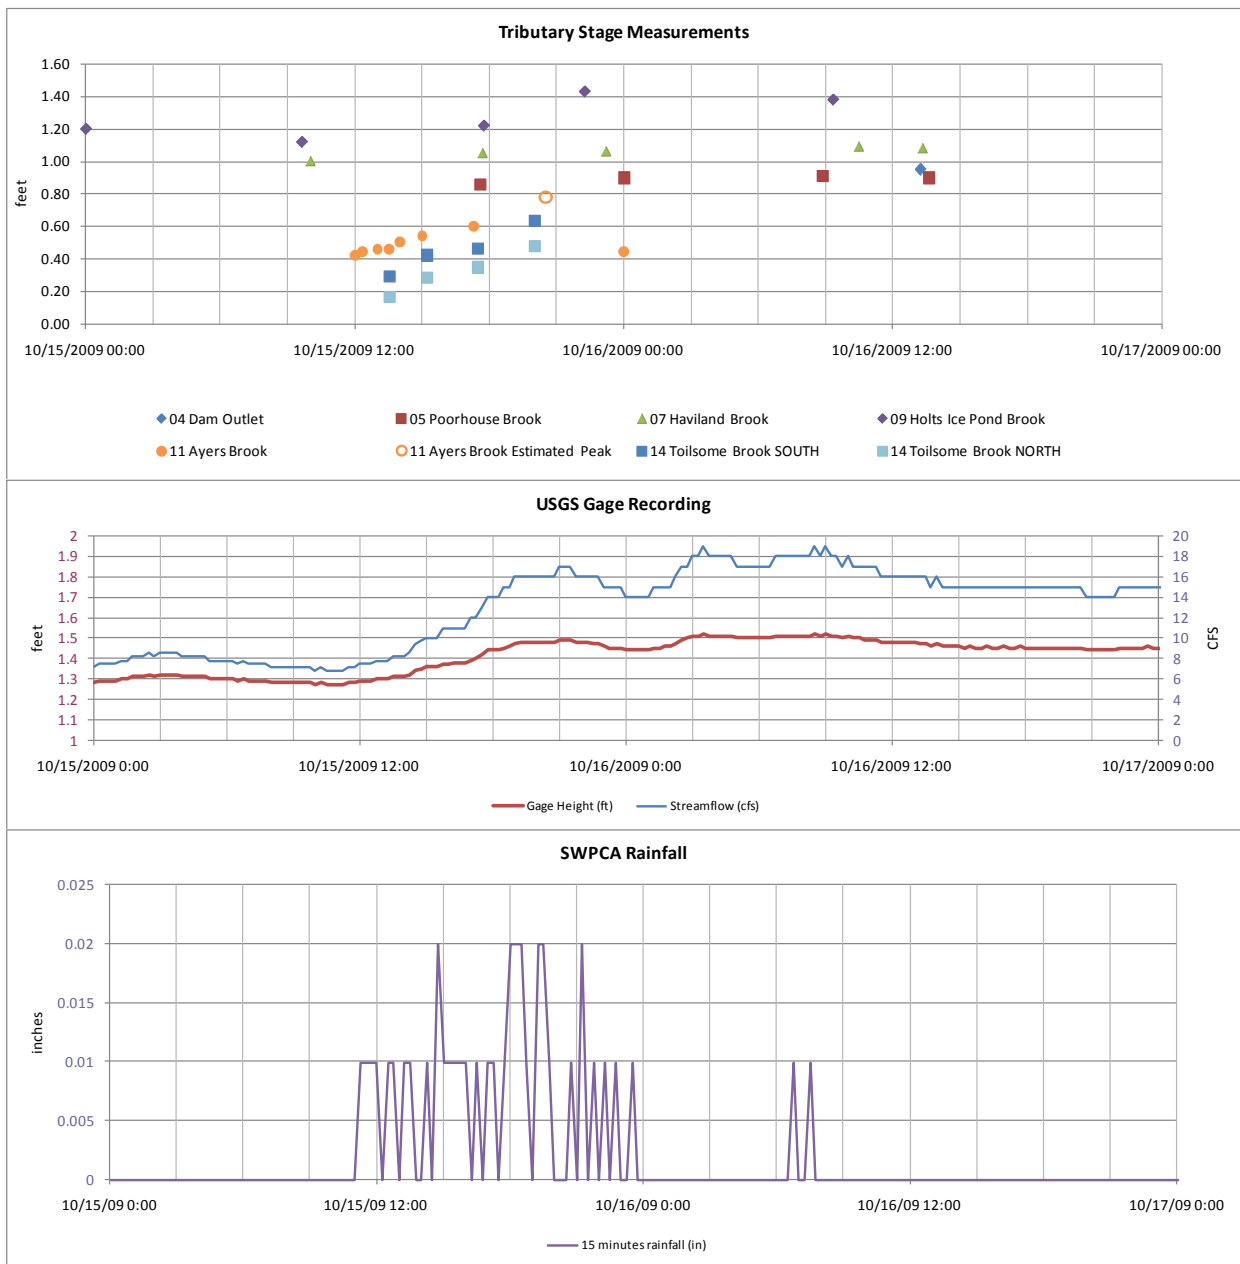 Tributary Stage Measurements
1.60
1.40
1.20
1.00
0.80
0.60
0.40
0.20
0.00
feet
10/15/2009 00:00 10/15/2009 12:00 10/16/2009 00:00 10/16/2009 12:00 10/17/2009 00:00
04 Dam Outlet 05 Poorhouse Brook 07 Haviland Brook 09 Holts Ice Pond Brook
11 Ayers Brook 11 Ayers Brook Estimated Peak 14 Toilsome Brook SOUTH 14 Toilsome Brook NORTH
USGS Gage Recording
2 20
1.9 18
1.8 16
1.7 14
1.6 12
1.5 10
1.4 8
1.3 6
1.2 4
1.1 2
1 0
feet
CFS
10/15/2009 0:00 10/15/2009 12:00 10/16/2009 0:00 10/16/2009 12:00 10/17/2009 0:00
Gage Height (ft) Streamflow (cfs)
SWPCA Rainfall
0.025
0.02
0.015
0.01
0.005
0
inches
10/15/09 0:00 10/15/09 12:00 10/16/09 0:00 10/16/09 12:00 10/17/09 0:00
15 minutes rainfall (in)